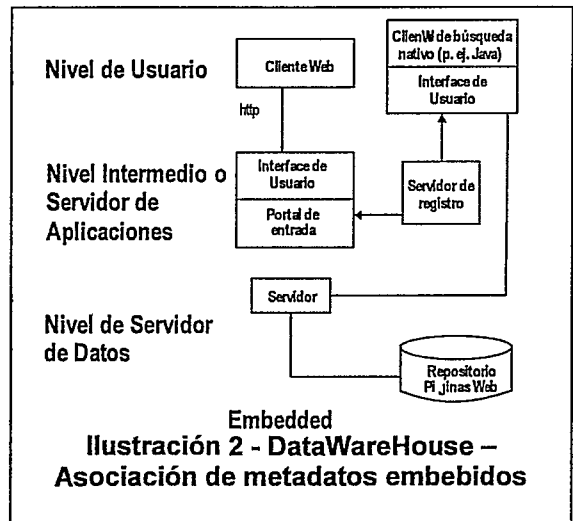 Nivel de Usuario
Cliente Web
ClienW de búsqueda
nativo (p. ej. Java)
Interface de
Usuario
http
Nivel Intermedio o
Servidor de
Aplicaciones
Interface de
Usuario
Portal de
entrada
Servidor de
registro
Nivel de Servidor
de Datos
Servidor
Repositorio
Pi_jinas Web
Embedded
Ilustración 2 - DataWareHouse –
Asociación de metadatos embebidos